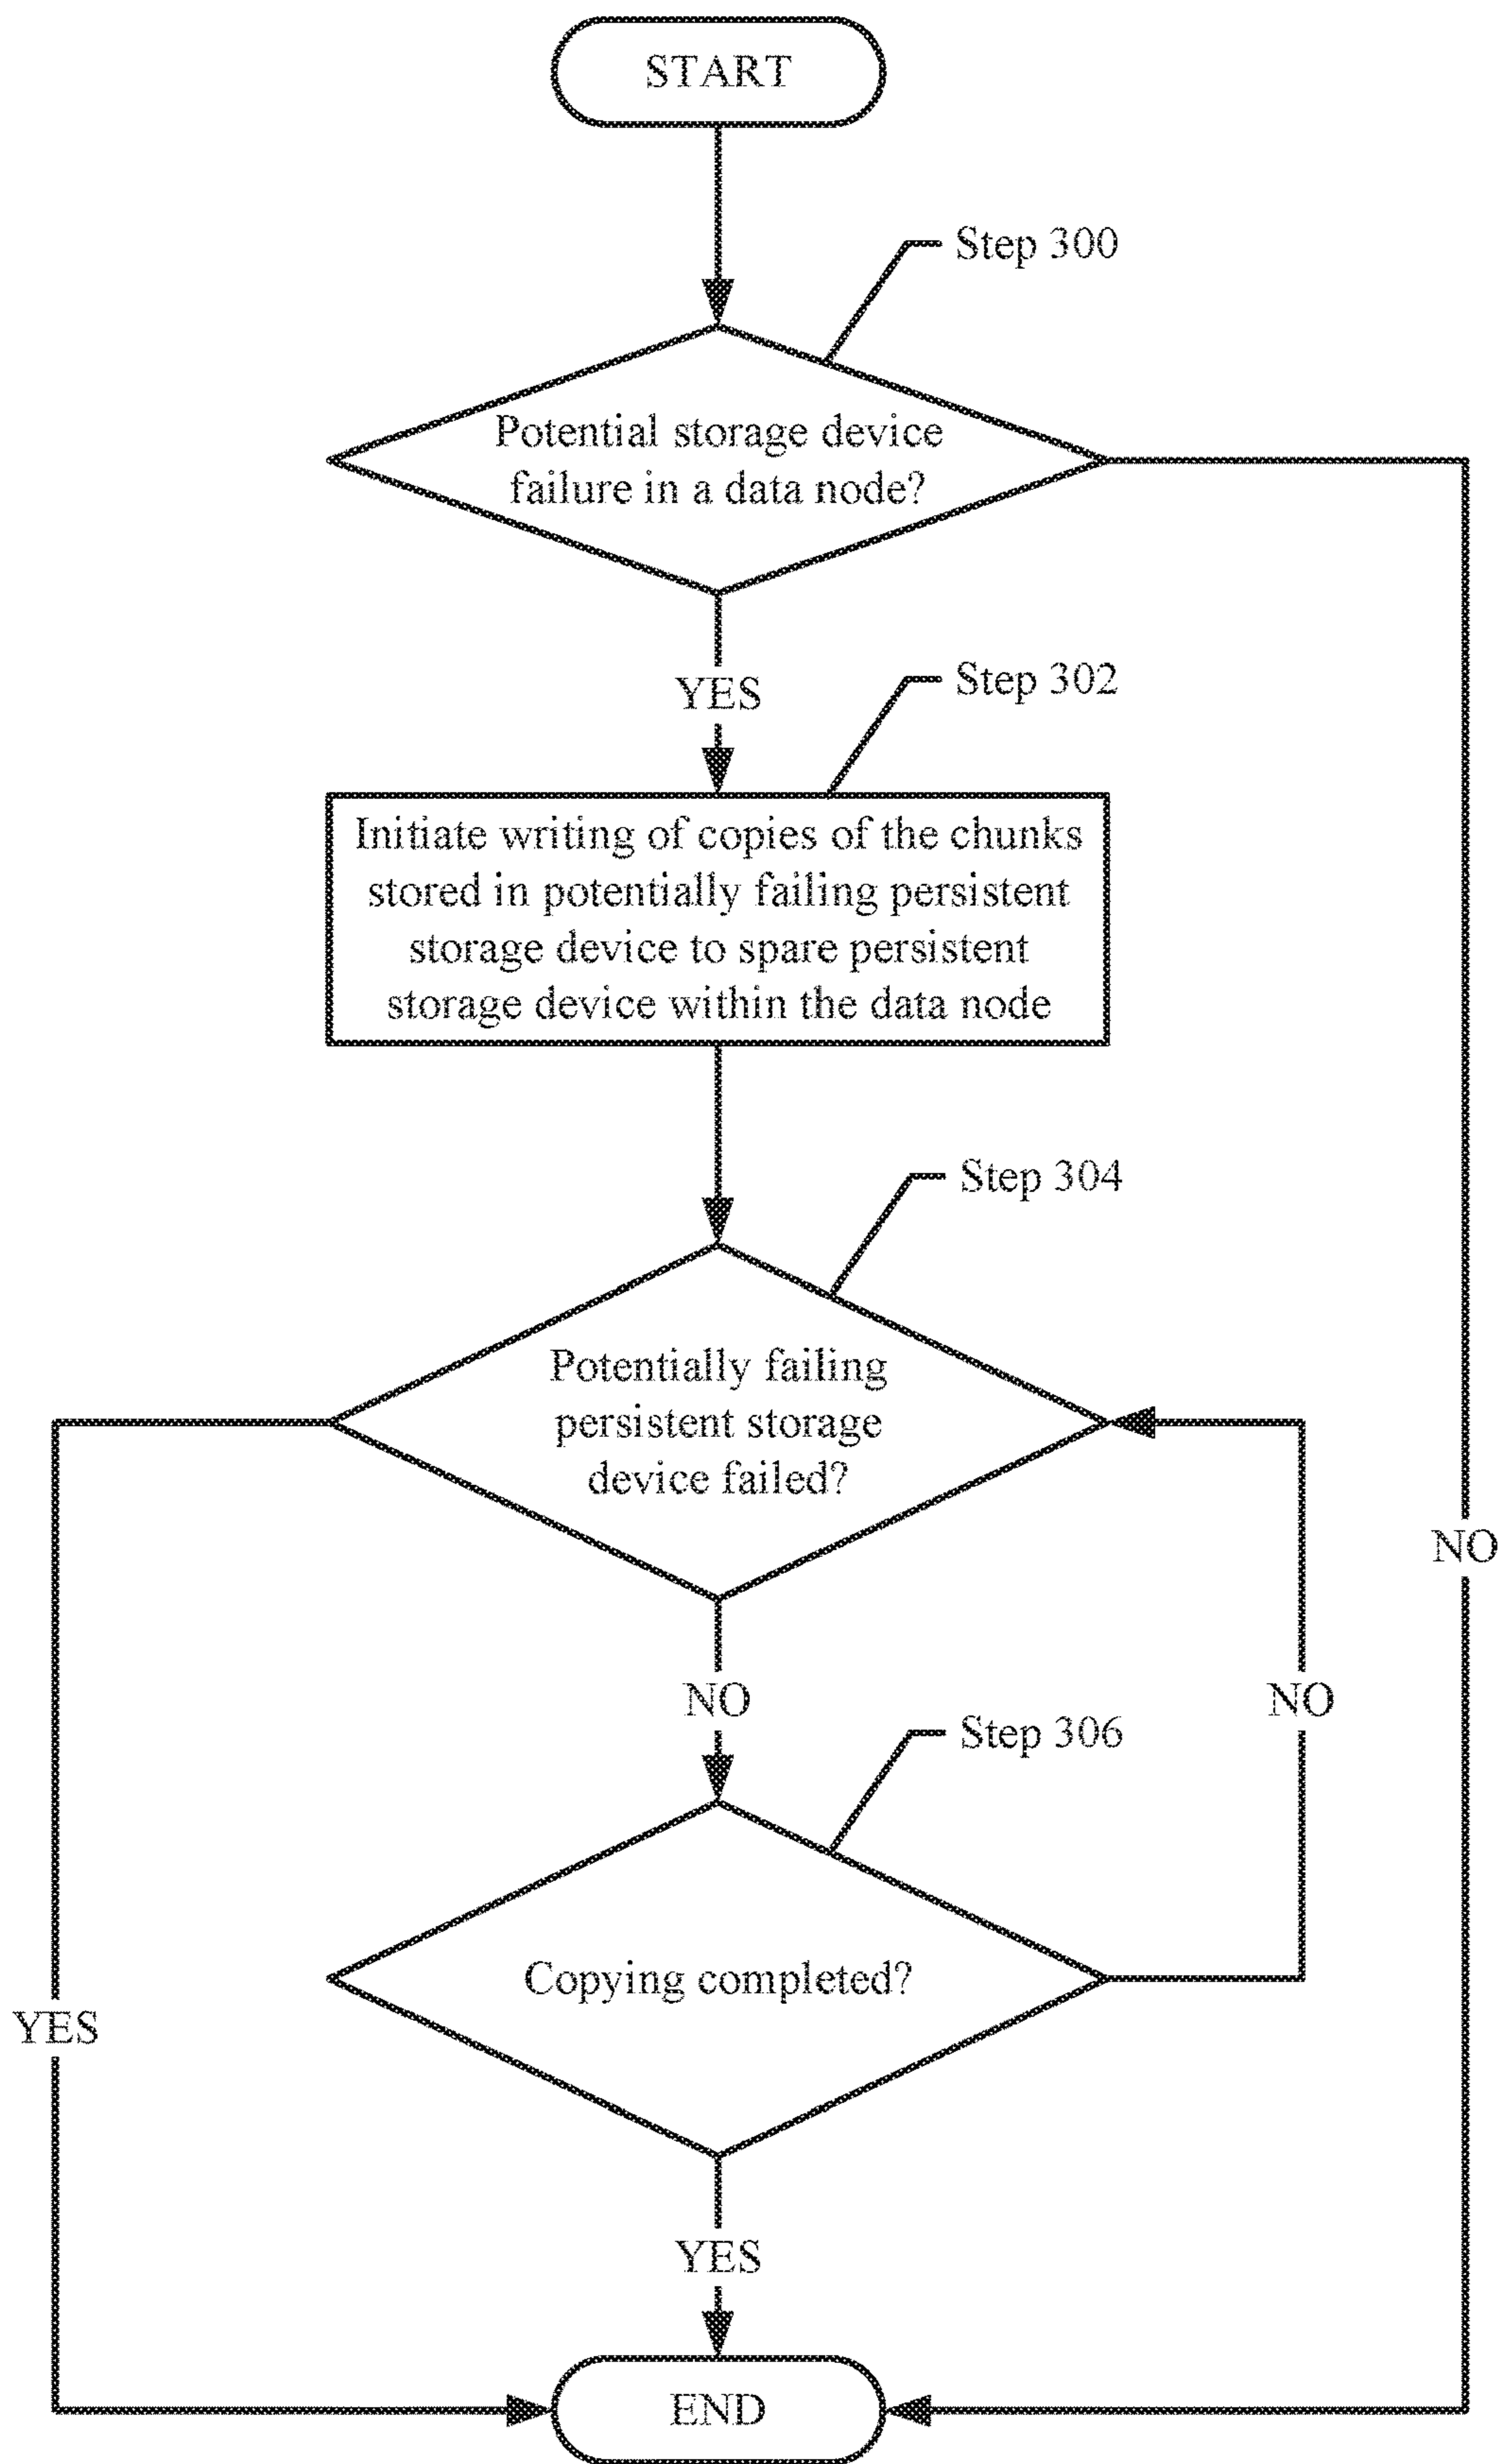 START
Step 300
Potential storage device
failure in a data node?
YES
Step 302
Initiate writing of copies of the chunks
stored in potentially failing persistent
storage device to spare persistent
storage device within the data node
Step 304
Potentially failing
persistent storage
device failed?
NO
NO
NO
Step 306
Copying completed?
YES
YES
END